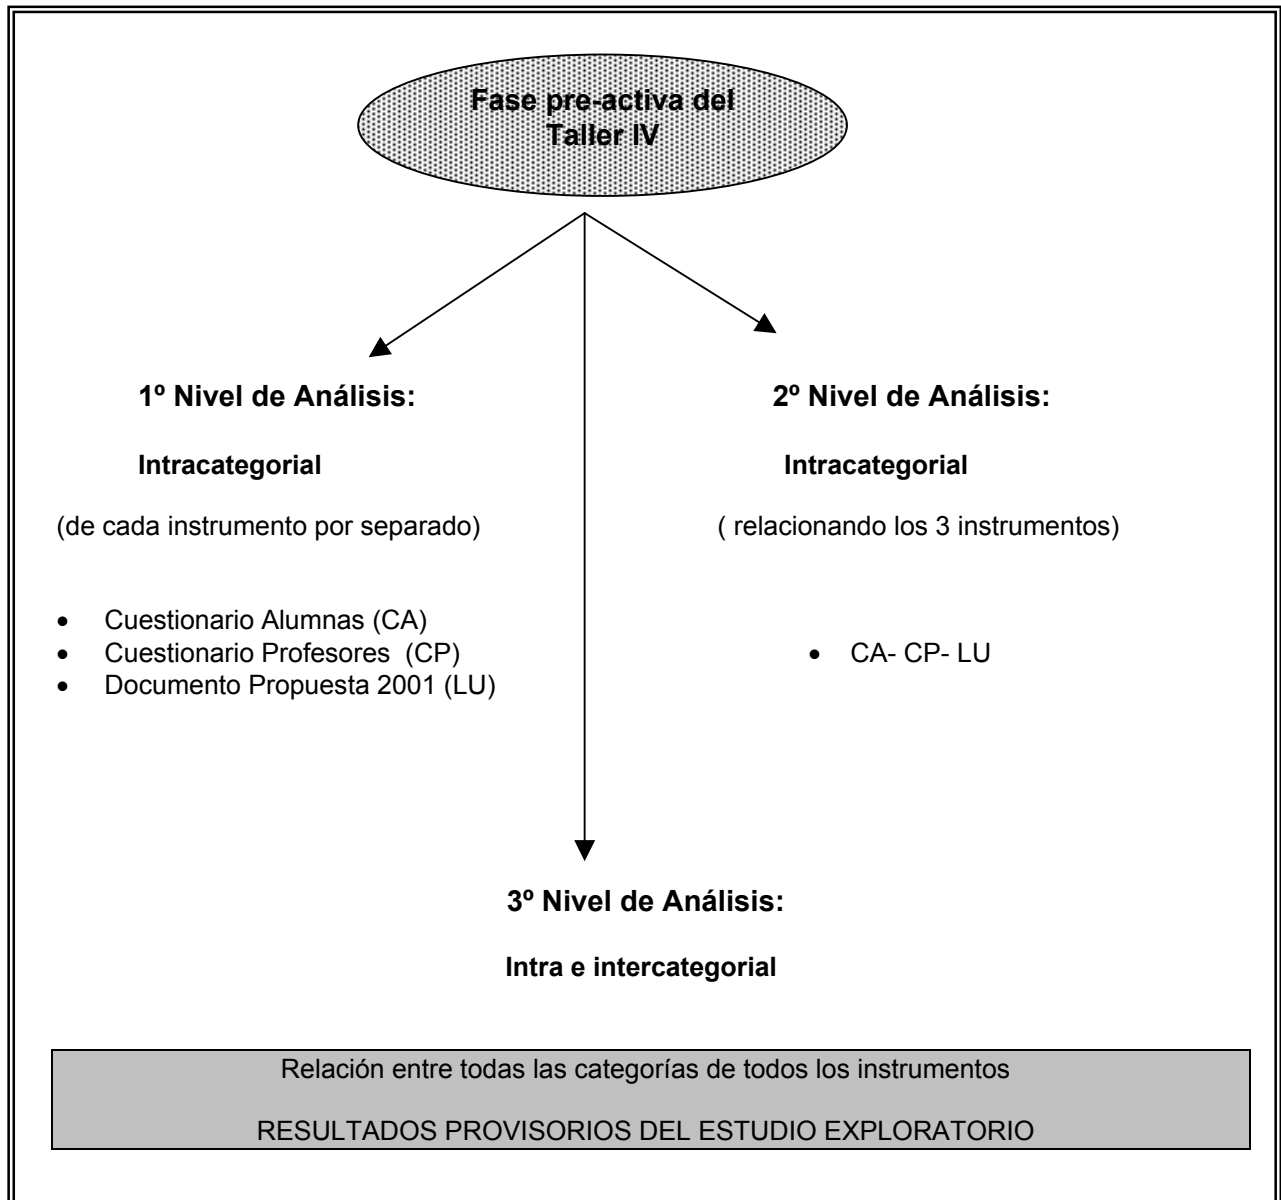 Fase pre-activa del
Taller IV
1º Nivel de Análisis:
Intracategorial
(de cada instrumento por separado)
• Cuestionario Alumnas (CA)
• Cuestionario Profesores (CP)
• Documento Propuesta 2001 (LU)
2º Nivel de Análisis:
Intracategorial
( relacionando los 3 instrumentos)
• CA- CP- LU
3º Nivel de Análisis:
Intra e intercategorial
Relación entre todas las categorías de todos los instrumentos
RESULTADOS PROVISORIOS DEL ESTUDIO EXPLORATORIO